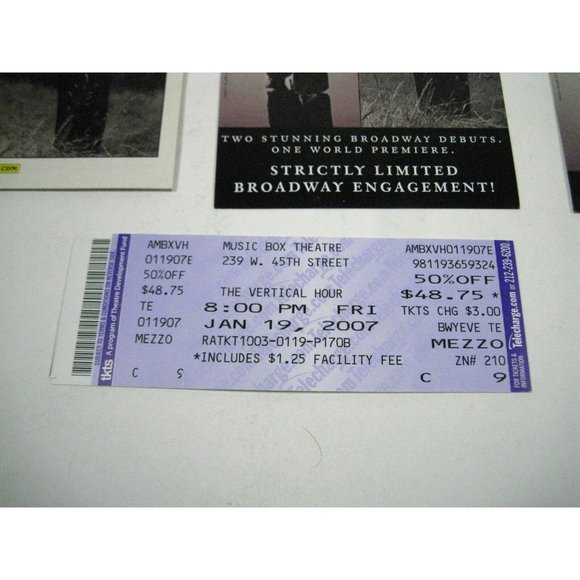 .COM
TWO STUNNING BROADWAY DEBUTS.
ONE WORLD PREMIERE.
STRICTLY LIMITED
BROADWAY ENGAGEMENT!
tkts A program of Theatre Development Fund
AMBXVH
011907E
50%OFF
$48.75
TE
011907
MEZZO
C 9
MUSIC BOX THEATRE
239 W. 45TH STREET
THE VERTICAL HOUR
8:00 PM FRI
JAN 19, 2007
RATKT1003-0119-P170B
*INCLUDES $1.25 FACILITY FEE
AMBXVH011907E
981193659324
50%OFF
$48.75 *
TKTS CHG $3.00
BWYEVE TE
MEZZO
ZN# 210
C 9
FOR TICKETS &
INFORMATION:
Telecharge.com or 212-239-6200